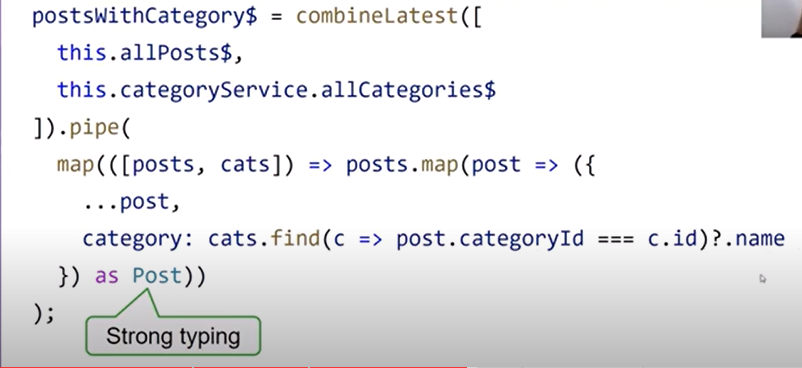 postsWithCategory$ = combineLatest([
this.allPosts$,
this.categoryService.allCategories$
]).pipe(
map(([posts, cats]) => posts.map(post => ({
...post,
category: cats.find(c => post.categoryId === c.id)?.name
}) as Post))
);
Strong typing